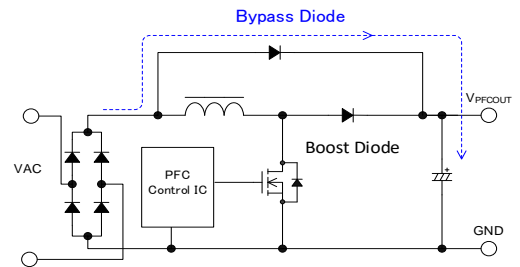 Bypass Diode
VPFCOUT
Boost Diode
VAC
PFC
Control IC
GND
+